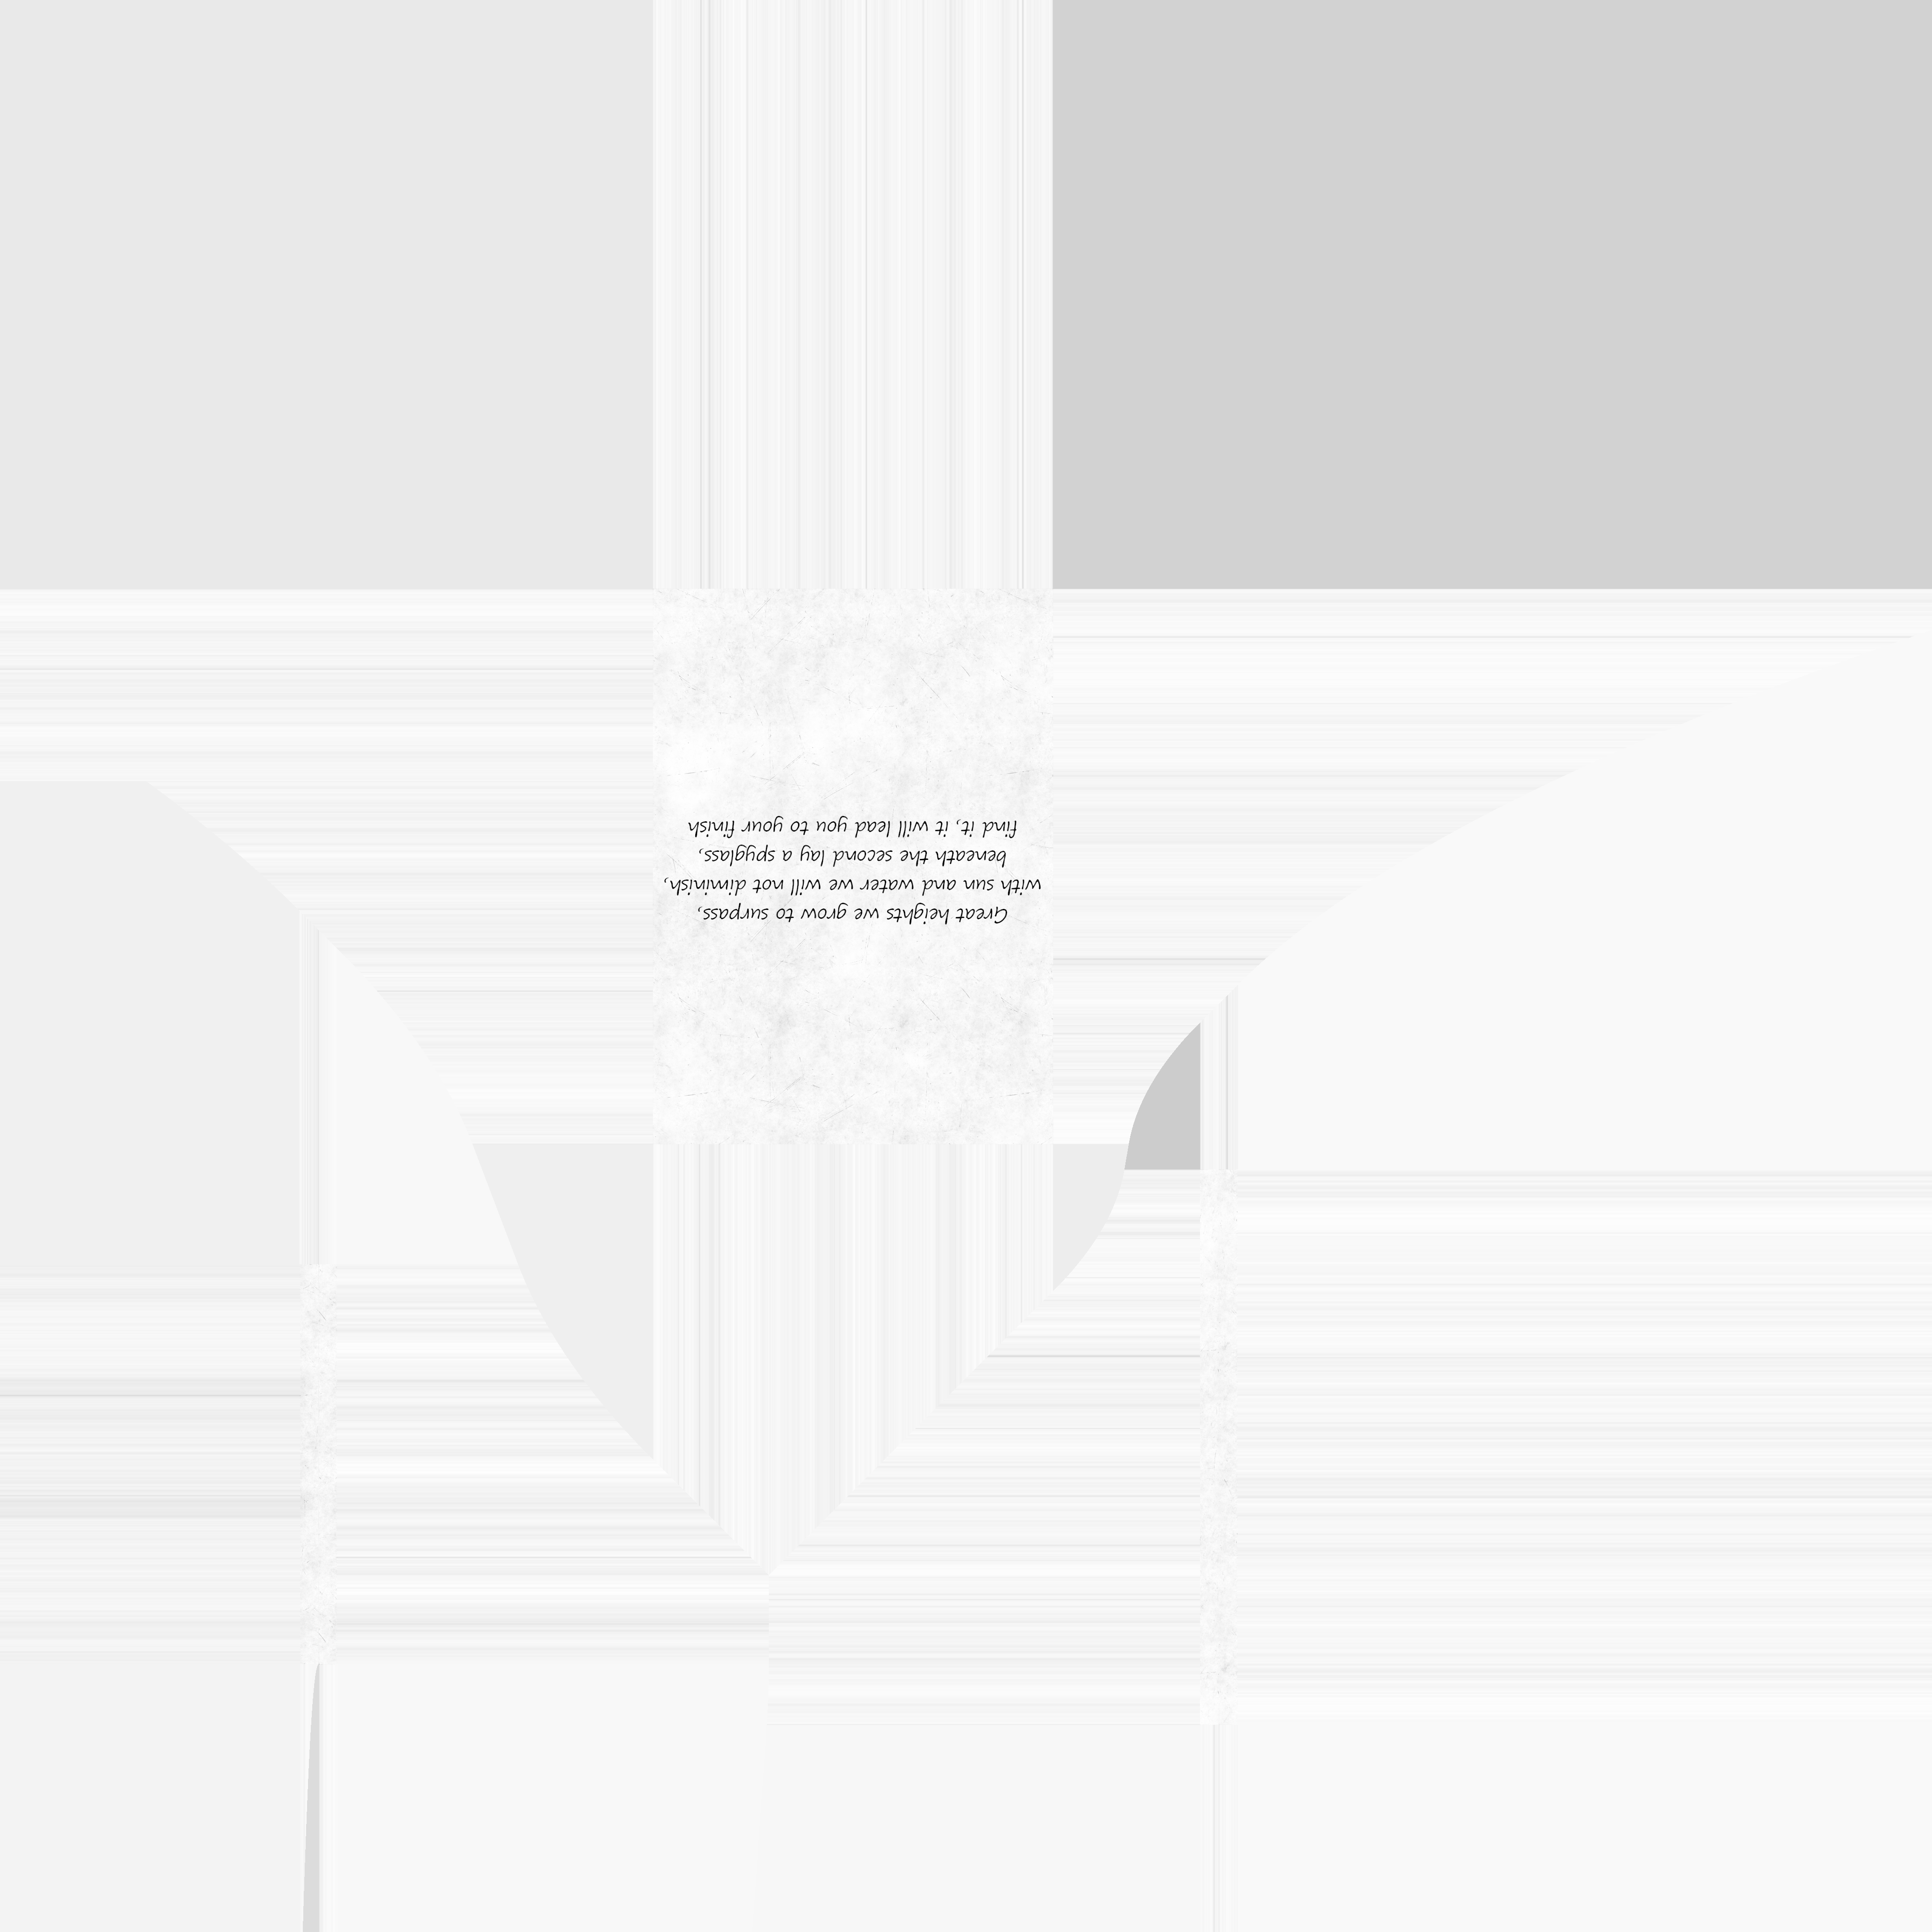 Great heights we grow to surpass,
with sun and water we will not diminish,
beneath the second lay a spyglass,
find it, it will lead you to your finish